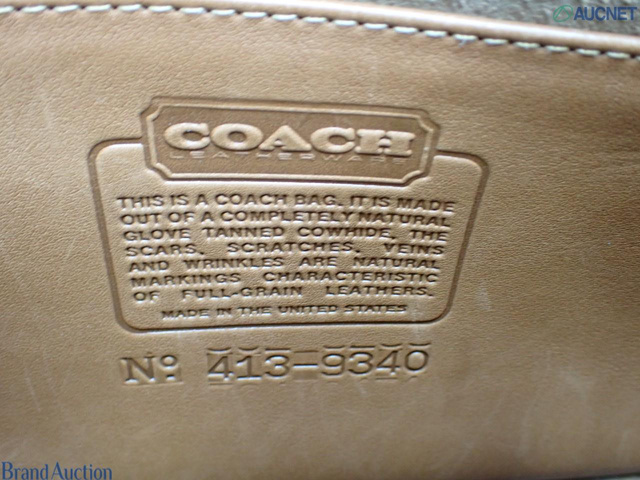 AUCNET
COACH
LEATHERWARE
THIS IS A COACH BAG. IT IS MADE
OUT OF A COMPLETELY NATURAL
GLOVE TANNED COWHIDE. THE
SCARS, SCRATCHES, VEINS
AND WRINKLES ARE NATURAL
MARKINGS CHARACTERISTIC
OF FULL-GRAIN LEATHERS.
MADE IN THE UNITED STATES
No: 413-9340
Brand Auction